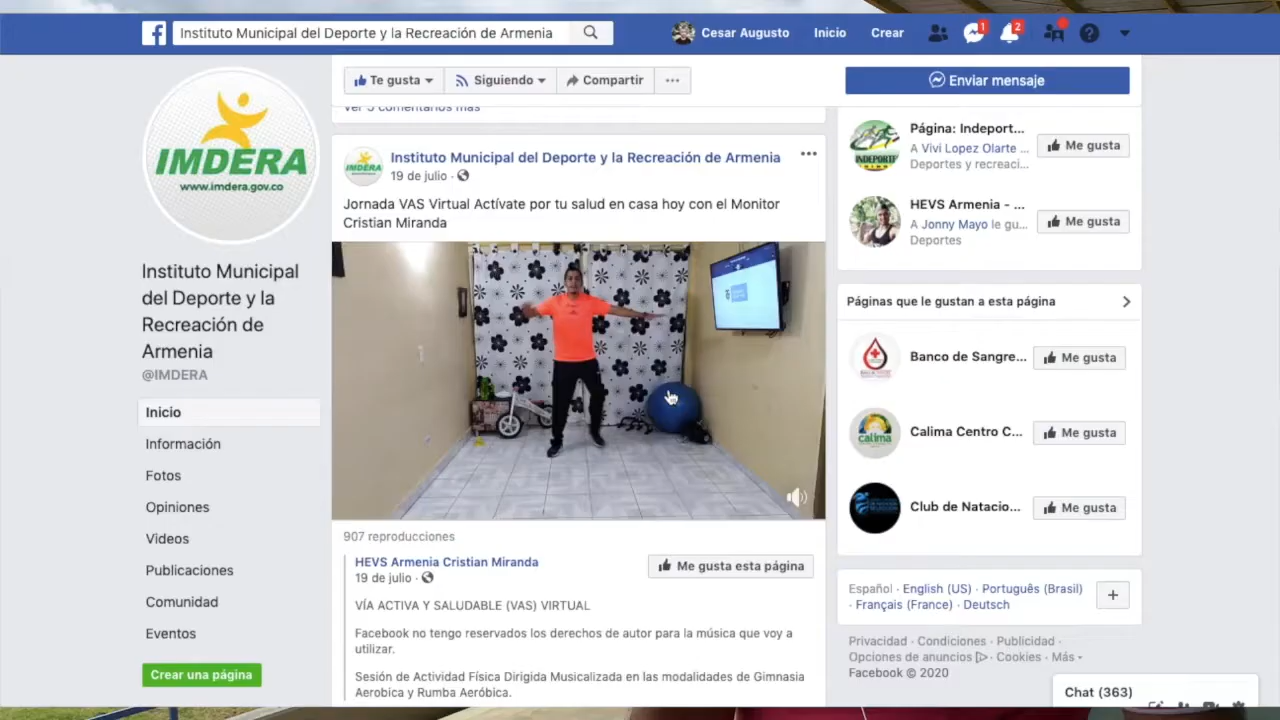 Instituto Municipal del Deporte y la Recreación de Armenia
Cesar Augusto
Inicio
Crear
1
2
IMDERA
www.imdera.gov.co
Instituto Municipal
del Deporte y la
Recreación de
Armenia
@IMDERA
Inicio
Información
Fotos
Opiniones
Videos
Publicaciones
Comunidad
Eventos
Crear una página
Te gusta
Siguiendo
Compartir
Ver 5 comentarios más
IMDERA
Instituto Municipal del Deporte y la Recreación de Armenia
19 de julio ·
Jornada VAS Virtual Actívate por tu salud en casa hoy con el Monitor
Cristian Miranda
907 reproducciones
HEVS Armenia Cristian Miranda
19 de julio ·
Me gusta esta página
VÍA ACTIVA Y SALUDABLE (VAS) VIRTUAL
Facebook no tengo reservados los derechos de autor para la música que voy a
utilizar.
Sesión de Actividad Física Dirigida Musicalizada en las modalidades de Gimnasia
Aerobica y Rumba Aeróbica.
Enviar mensaje
Página: Indeport...
A Vivi Lopez Olarte ...
Deportes y recreaci...
Me gusta
HEVS Armenia - ...
A Jonny Mayo le gu...
Deportes
Me gusta
Páginas que le gustan a esta página
Banco de Sangre...
Me gusta
calima
Calima Centro C...
Me gusta
Club de Natacio...
Me gusta
Español · English (US) · Português (Brasil)
· Français (France) · Deutsch
Privacidad · Condiciones · Publicidad ·
Opciones de anuncios · Cookies · Más
Facebook © 2020
Chat (363)